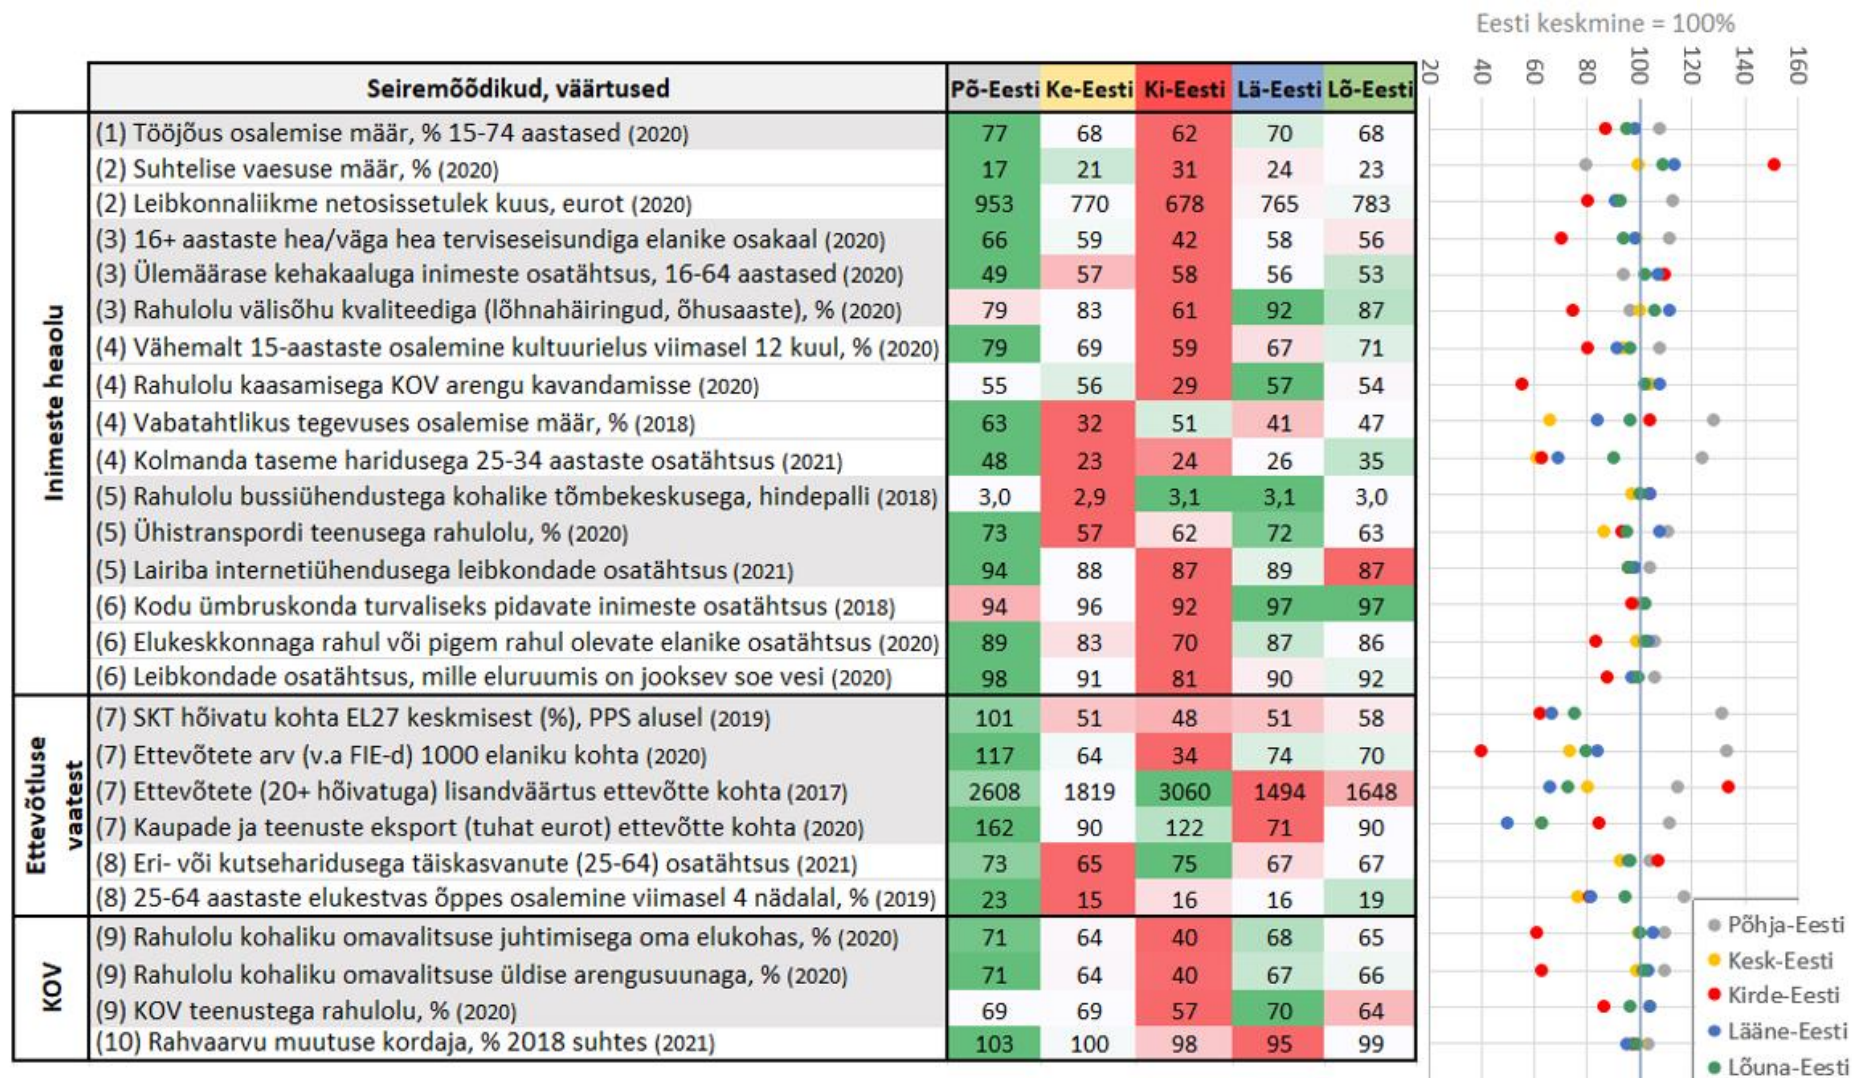 Eesti keskmine = 100%
20 40 60 80 100 120 140 160
Seiremõõdikud, väärtused Põ-Eesti Ke-Eesti Ki-Eesti Lä-Eesti Lõ-Eesti
Inimeste heaolu
(1) Tööjõus osalemise määr, % 15-74 aastased (2020) 77 68 62 70 68
(2) Suhtelise vaesuse määr, % (2020) 17 21 31 24 23
(2) Leibkonnaliikme netosissetulek kuus, eurot (2020) 953 770 678 765 783
(3) 16+ aastaste hea/väga hea terviseseisundiga elanike osakaal (2020) 66 59 42 58 56
(3) Ülemäärase kehakaaluga inimeste osatähtsus, 16-64 aastased (2020) 49 57 58 56 53
(3) Rahulolu välisõhu kvaliteediga (lõhnahäiringud, õhusaaste), % (2020) 79 83 61 92 87
(4) Vähemalt 15-aastaste osalemine kultuurielus viimasel 12 kuul, % (2020) 79 69 59 67 71
(4) Rahulolu kaasamisega KOV arengu kavandamisse (2020) 55 56 29 57 54
(4) Vabatahtlikus tegevuses osalemise määr, % (2018) 63 32 51 41 47
(4) Kolmanda taseme haridusega 25-34 aastaste osatähtsus (2021) 48 23 24 26 35
(5) Rahulolu bussiühendustega kohalike tõmbekeskusega, hindepalli (2018) 3,0 2,9 3,1 3,1 3,0
(5) Ühistranspordi teenusega rahulolu, % (2020) 73 57 62 72 63
(5) Lairiba internetiühendusega leibkondade osatähtsus (2021) 94 88 87 89 87
(6) Kodu ümbruskonda turvaliseks pidavate inimeste osatähtsus (2018) 94 96 92 97 97
(6) Elukeskkonnaga rahul või pigem rahul olevate elanike osatähtsus (2020) 89 83 70 87 86
(6) Leibkondade osatähtsus, mille eluruumis on jooksev soe vesi (2020) 98 91 81 90 92
Ettevõtluse
vaatest
(7) SKT hõivatu kohta EL27 keskmisest (%), PPS alusel (2019) 101 51 48 51 58
(7) Ettevõtete arv (v.a FIE-d) 1000 elaniku kohta (2020) 117 64 34 74 70
(7) Ettevõtete (20+ hõivatuga) lisandväärtus ettevõtte kohta (2017) 2608 1819 3060 1494 1648
(7) Kaupade ja teenuste eksport (tuhat eurot) ettevõtte kohta (2020) 162 90 122 71 90
(8) Eri- või kutseharidusega täiskasvanute (25-64) osatähtsus (2021) 73 65 75 67 67
(8) 25-64 aastaste elukestvas õppes osalemine viimasel 4 nädalal, % (2019) 23 15 16 16 19
KOV
(9) Rahulolu kohaliku omavalitsuse juhtimisega oma elukohas, % (2020) 71 64 40 68 65
(9) Rahulolu kohaliku omavalitsuse üldise arengusuunaga, % (2020) 71 64 40 67 66
(9) KOV teenustega rahulolu, % (2020) 69 69 57 70 64
(10) Rahvaarvu muutuse kordaja, % 2018 suhtes (2021) 103 100 98 95 99
Põhja-Eesti
Kesk-Eesti
Kirde-Eesti
Lääne-Eesti
Lõuna-Eesti